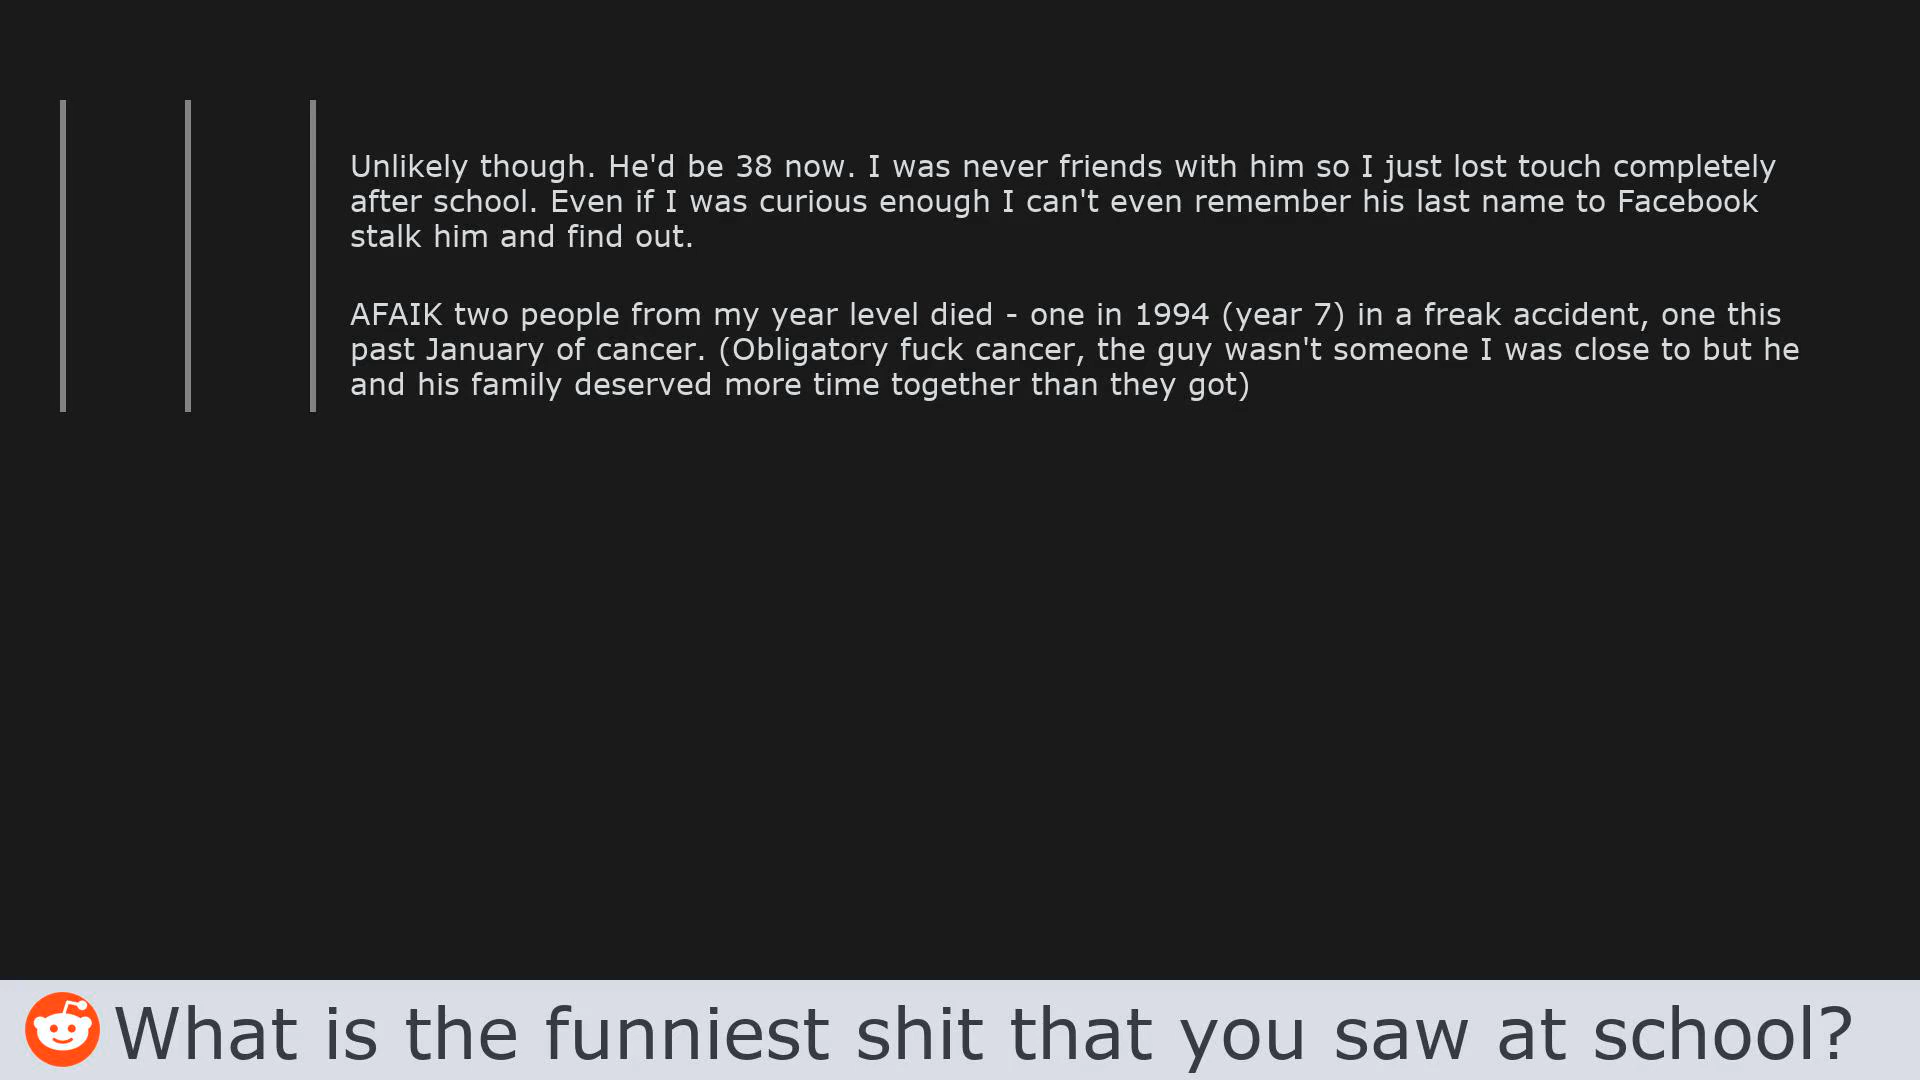 Unlikely though. He'd be 38 now. I was never friends with him so I just lost touch completely
after school. Even if I was curious enough I can't even remember his last name to Facebook
stalk him and find out.
AFAIK two people from my year level died - one in 1994 (year 7) in a freak accident, one this
past January of cancer. (Obligatory fuck cancer, the guy wasn't someone I was close to but he
and his family deserved more time together than they got)
What is the funniest shit that you saw at school?